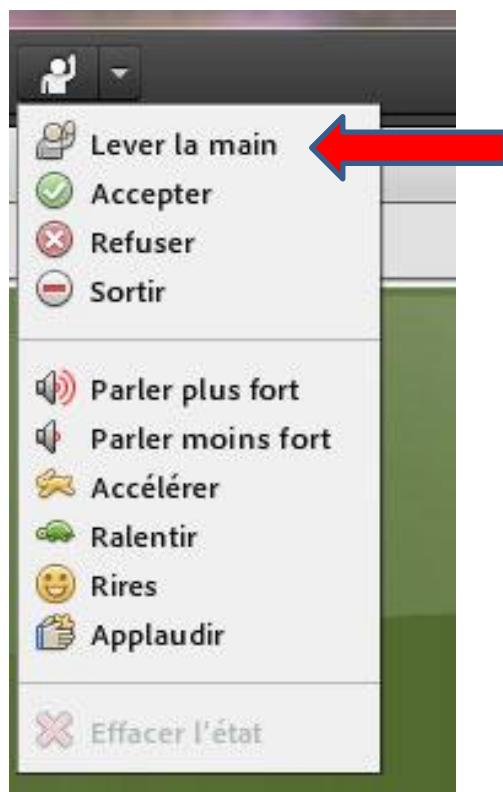 Lever la main
Accepter
Refuser
Sortir
Parler plus fort
Parler moins fort
Accélérer
Ralentir
Rires
Applaudir
Effacer l'état